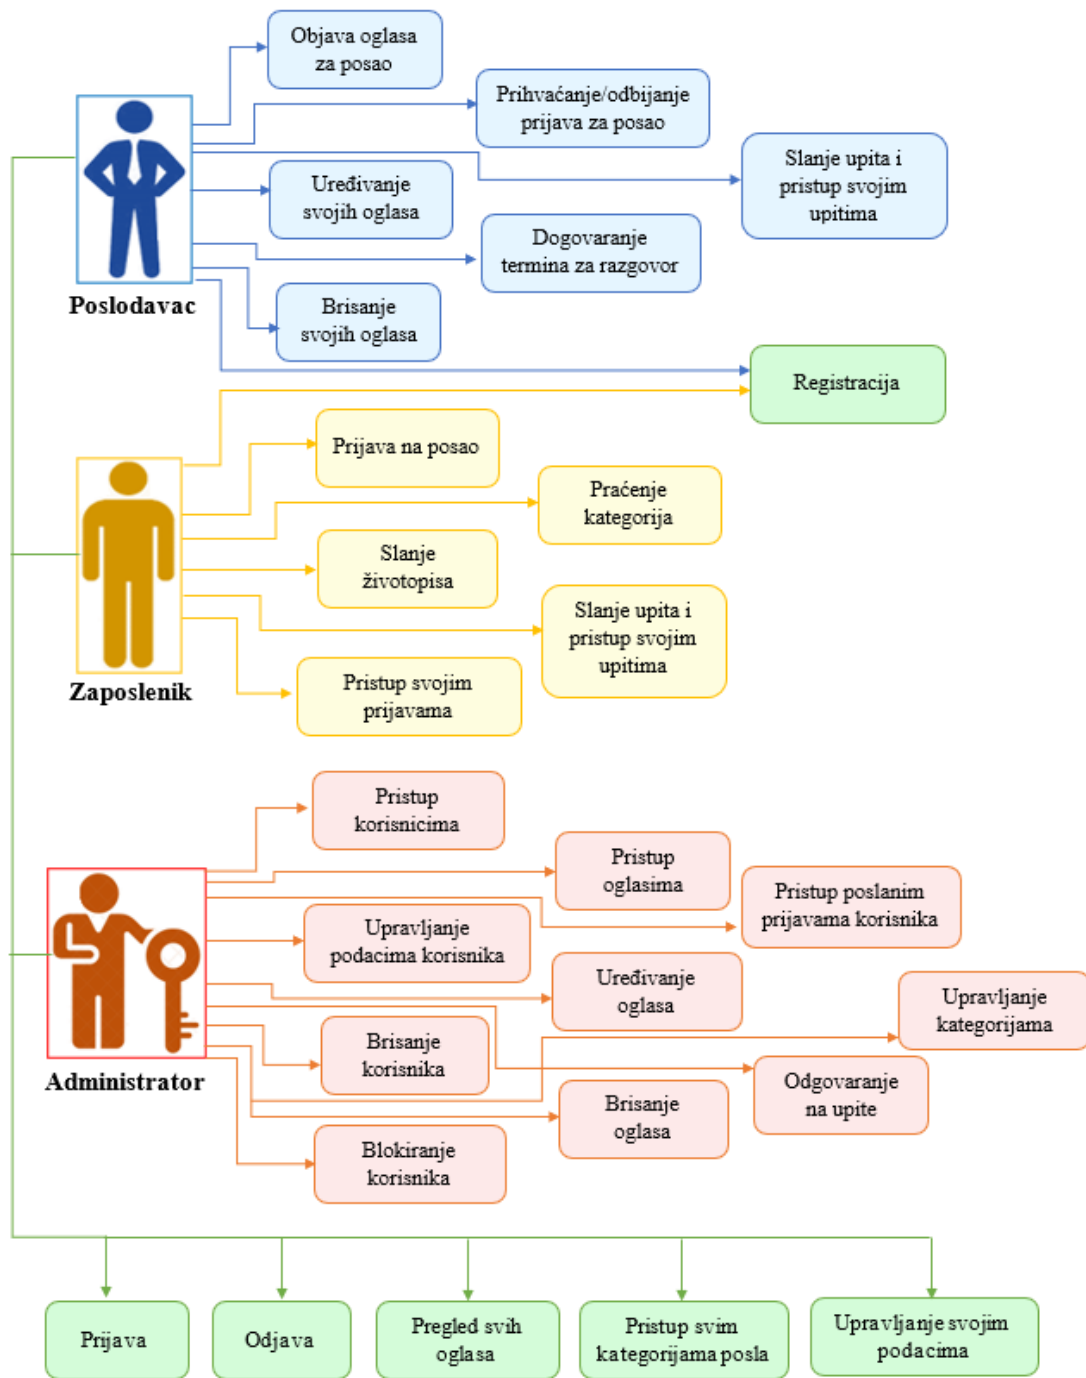 Objava oglasa
za posao
Prihvaćanje/odbijanje
prijava za posao
Slanje upita i
pristup svojim
upitima
Uređivanje
svojih oglasa
Dogovaranje
termina za razgovor
Poslodavac
Brisanje
svojih oglasa
Registracija
Prijava na posao
Praćenje
kategorija
Slanje
životopisa
Slanje upita i
pristup svojim
upitima
Zaposlenik
Pristup svojim
prijavama
Pristup
korisnicima
Pristup
oglasima
Pristup poslanim
prijavama korisnika
Upravljanje
podacima korisnika
Uređivanje
oglasa
Upravljanje
kategorijama
Brisanje
korisnika
Administrator
Odgovaranje
na upite
Brisanje
oglasa
Blokiranje
korisnika
Prijava
Odjava
Pregled svih
oglasa
Pristup svim
kategorijama posla
Upravljanje svojim
podacima